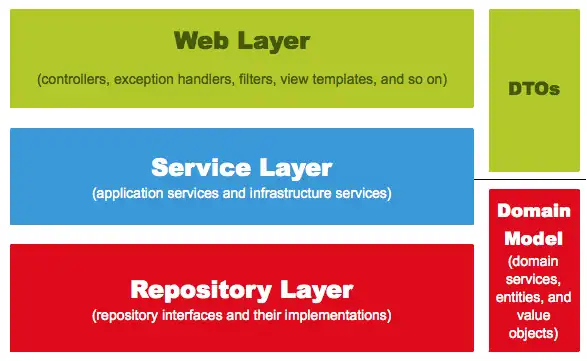 Web Layer
(controllers, exception handlers, filters, view templates, and so on)
DTOs
Service Layer
(application services and infrastructure services)
Domain
Model
(domain
services,
entities, and
value
objects)
Repository Layer
(repository interfaces and their implementations)